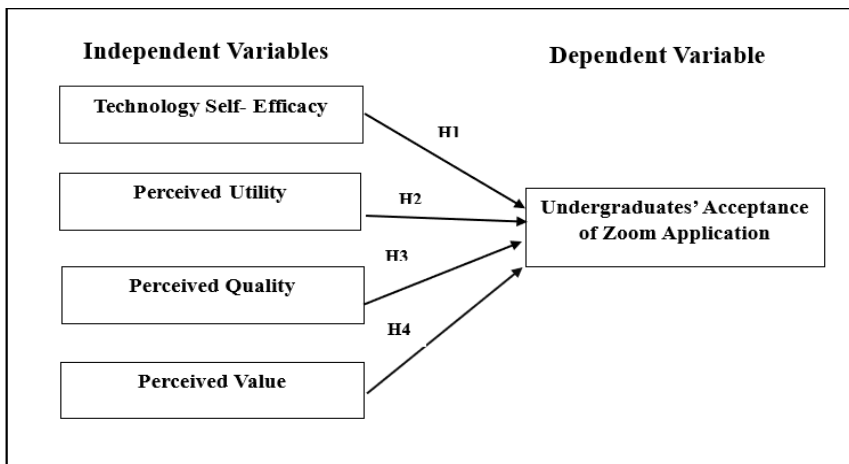 Independent Variables
Dependent Variable
Technology Self- Efficacy
H1
Perceived Utility
H2
Undergraduates’ Acceptance
of Zoom Application
H3
Perceived Quality
H4
Perceived Value